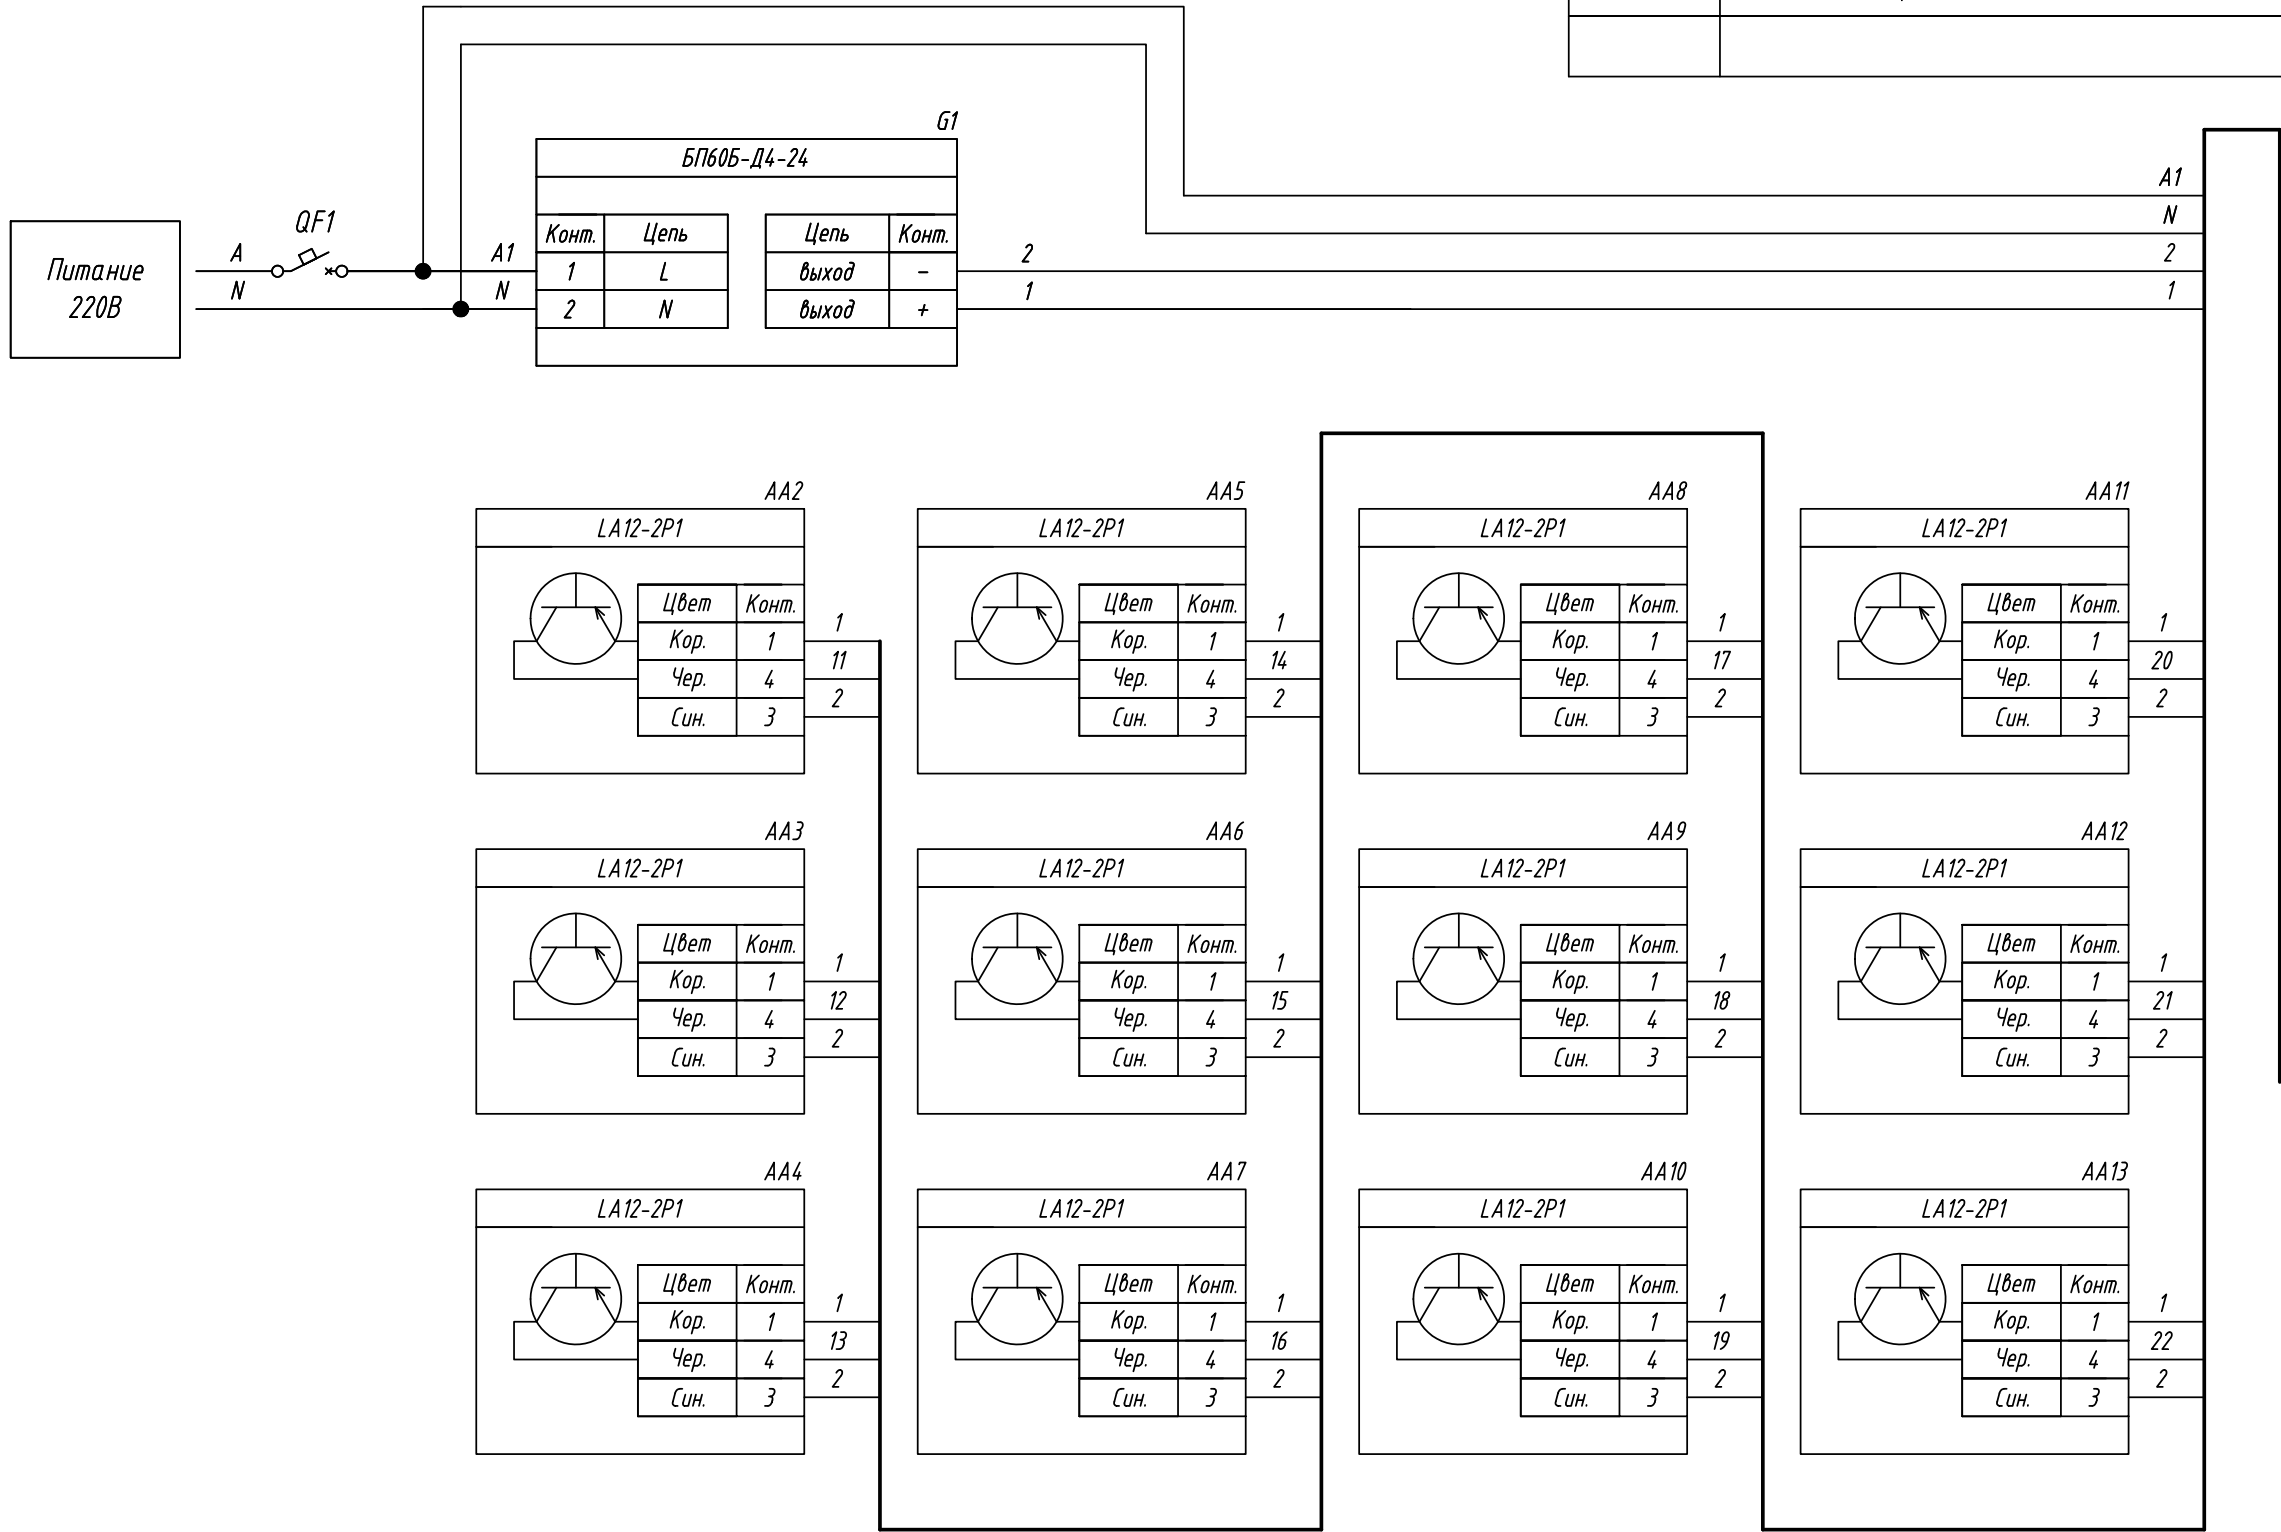 G1
БП60Б-Д4-24
Питание
220В
QF1
A
N
A1
N
Конт. Цепь
1 L
2 N
Цепь Конт.
выход -
выход +
2
1
A1
N
2
1
AA2
LA12-2P1
Цвет Конт.
Кор. 1
Чер. 4
Син. 3
1
11
2
AA5
LA12-2P1
Цвет Конт.
Кор. 1
Чер. 4
Син. 3
1
14
2
AA8
LA12-2P1
Цвет Конт.
Кор. 1
Чер. 4
Син. 3
1
17
2
AA11
LA12-2P1
Цвет Конт.
Кор. 1
Чер. 4
Син. 3
1
20
2
AA3
LA12-2P1
Цвет Конт.
Кор. 1
Чер. 4
Син. 3
1
12
2
AA6
LA12-2P1
Цвет Конт.
Кор. 1
Чер. 4
Син. 3
1
15
2
AA9
LA12-2P1
Цвет Конт.
Кор. 1
Чер. 4
Син. 3
1
18
2
AA12
LA12-2P1
Цвет Конт.
Кор. 1
Чер. 4
Син. 3
1
21
2
AA4
LA12-2P1
Цвет Конт.
Кор. 1
Чер. 4
Син. 3
1
13
2
AA7
LA12-2P1
Цвет Конт.
Кор. 1
Чер. 4
Син. 3
1
16
2
AA10
LA12-2P1
Цвет Конт.
Кор. 1
Чер. 4
Син. 3
1
19
2
AA13
LA12-2P1
Цвет Конт.
Кор. 1
Чер. 4
Син. 3
1
22
2